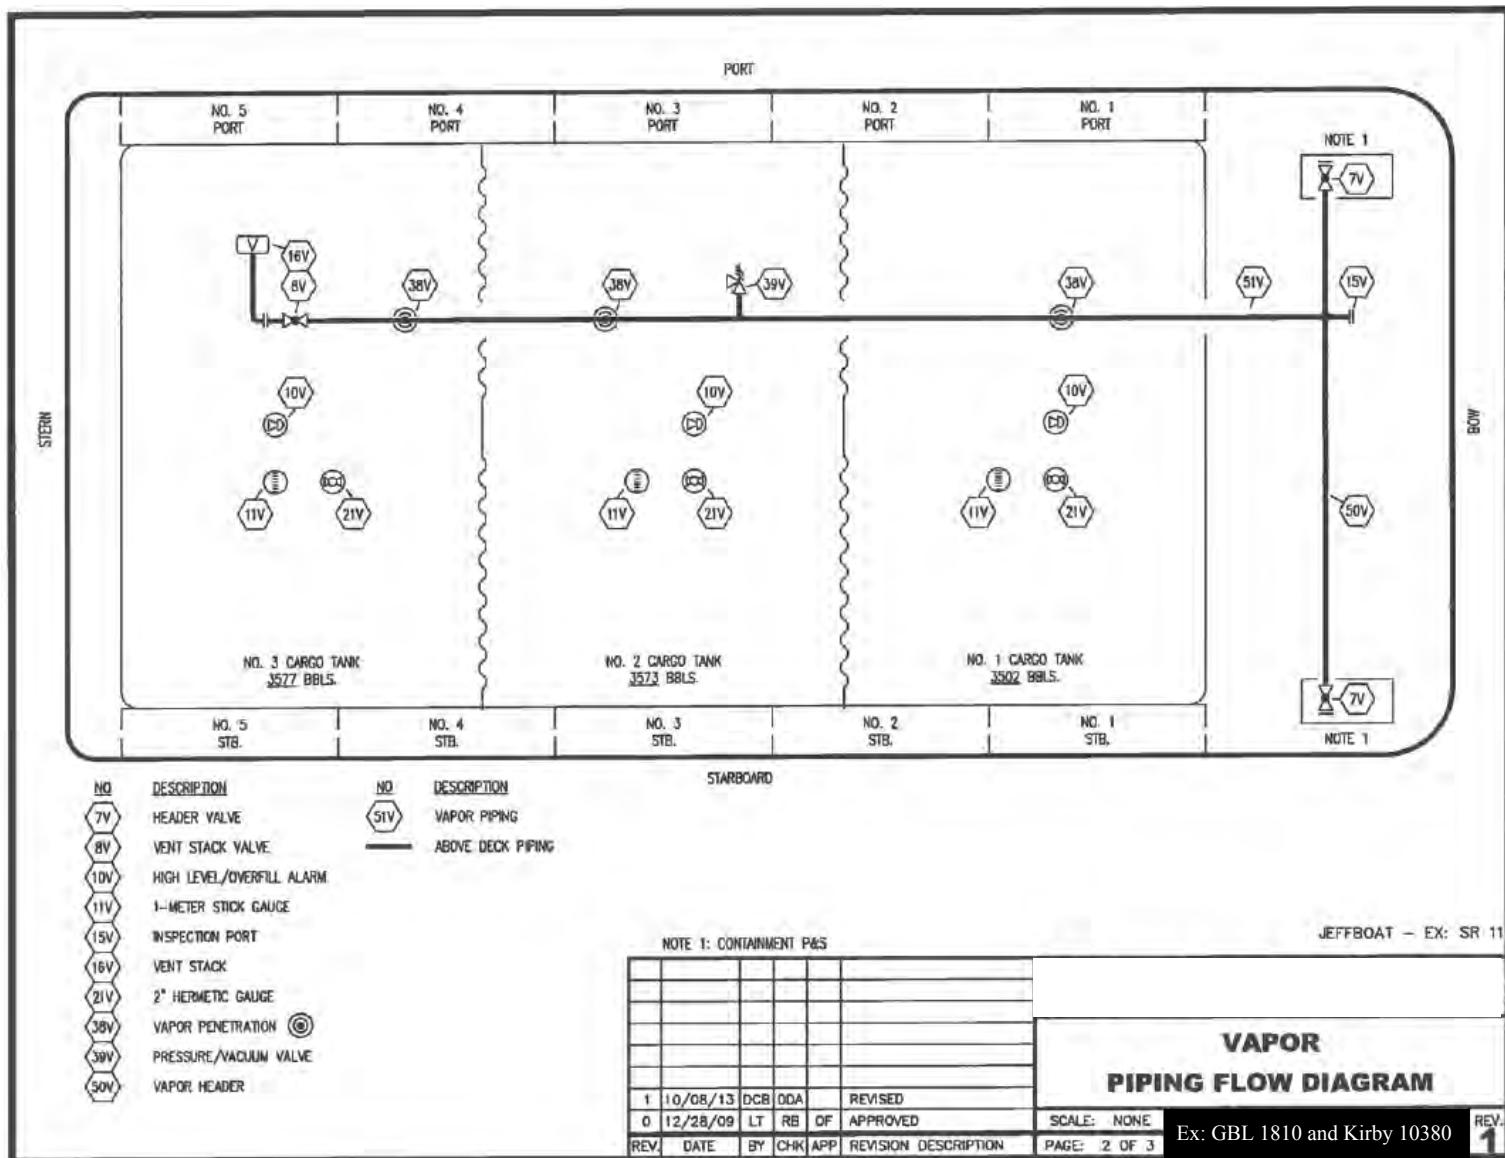 PORT
NO. 5 PORT
NO. 4 PORT
NO. 3 PORT
NO. 2 PORT
NO. 1 PORT
NOTE 1
7V
16V
8V
38V
38V
39V
38V
51V
15V
10V
10V
10V
STERN
BOW
11V
21V
11V
21V
11V
21V
50V
NO. 3 CARGO TANK
3577 BBLS.
NO. 2 CARGO TANK
3573 BBLS.
NO. 1 CARGO TANK
3502 BBLS.
7V
NOTE 1
NO. 5 STB.
NO. 4 STB.
NO. 3 STB.
NO. 2 STB.
NO. 1 STB.
STARBOARD
NO DESCRIPTION
7V HEADER VALVE
8V VENT STACK VALVE
10V HIGH LEVEL/OVERFILL ALARM
11V 1-METER STICK GAUGE
15V INSPECTION PORT
16V VENT STACK
21V 2" HERMETIC GAUGE
38V VAPOR PENETRATION
39V PRESSURE/VACUUM VALVE
50V VAPOR HEADER
NO DESCRIPTION
51V VAPOR PIPING
ABOVE DECK PIPING
NOTE 1: CONTAINMENT P&S
JEFFBOAT - EX: SR 11
1 10/08/13 DCB DDA REVISED
0 12/28/09 LT RB OF APPROVED
REV. DATE BY CHK APP REVISION DESCRIPTION
VAPOR
PIPING FLOW DIAGRAM
SCALE: NONE
PAGE: 2 OF 3
Ex: GBL 1810 and Kirby 10380
REV.
1